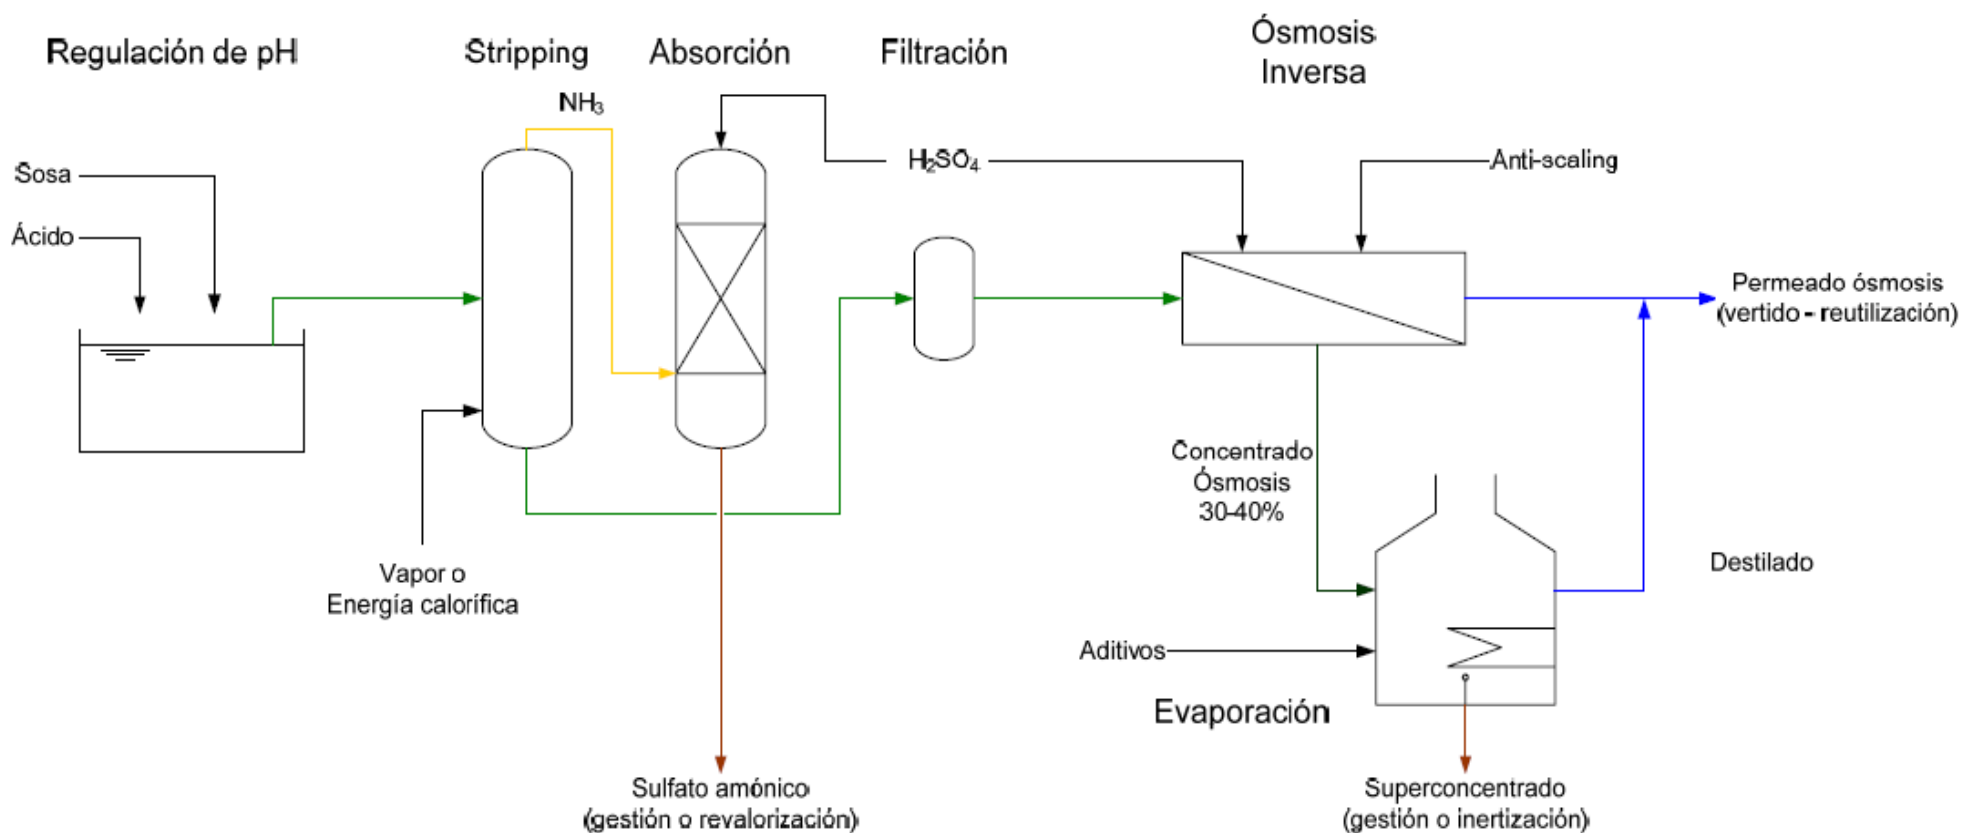 Regulación de pH
Stripping
Absorción
Filtración
Ósmosis
Inversa
NH₃
Sosa
Ácido
H₂SO₄
Anti-scaling
Permeado ósmosis
(vertido - reutilización)
Concentrado
Ósmosis
30-40%
Vapor o
Energía calorífica
Destilado
Aditivos
Evaporación
Sulfato amónico
(gestión o revalorización)
Superconcentrado
(gestión o inertización)